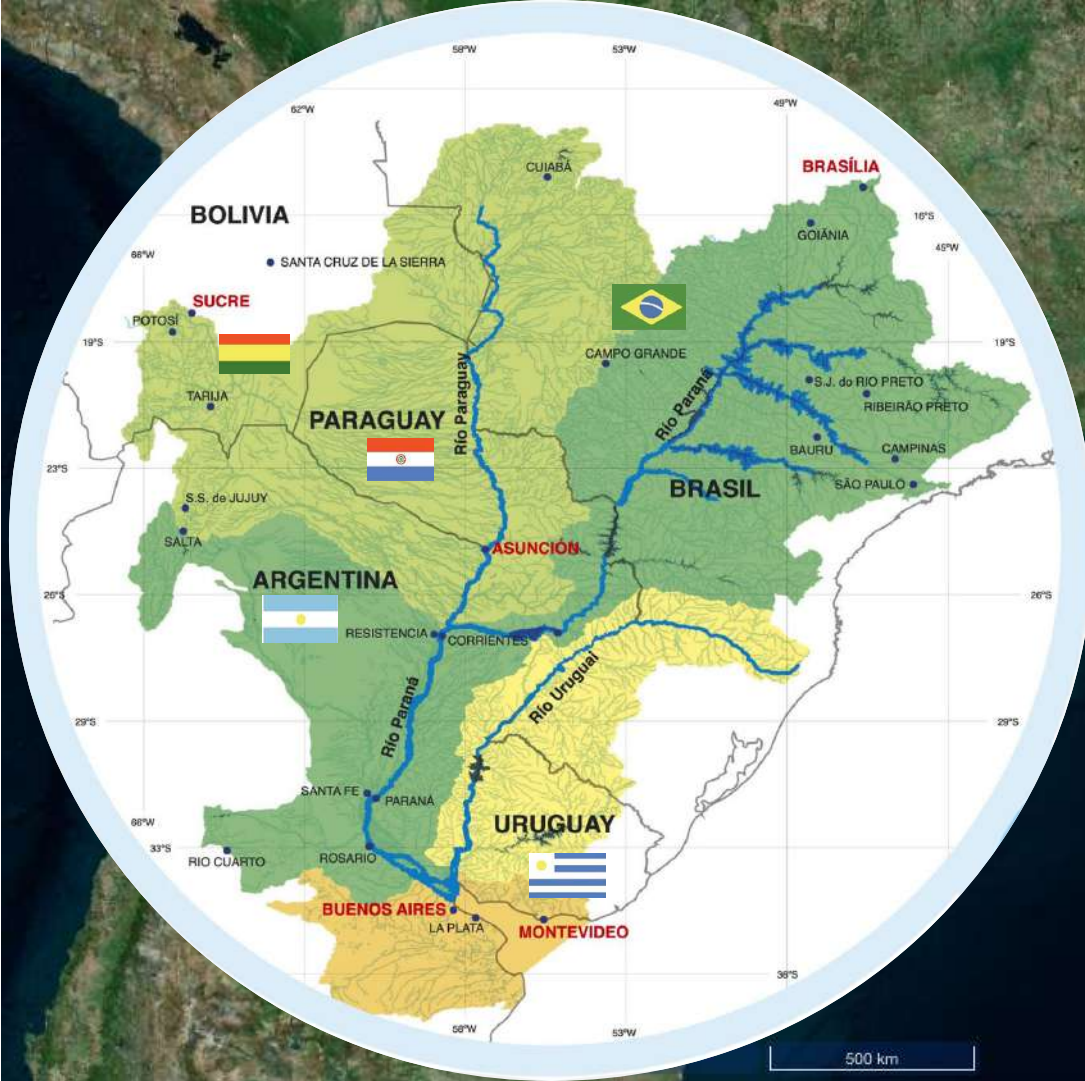 58°W
53°W
62°W
49°W
CUIABÁ
BRASÍLIA
BOLIVIA
16°S
GOIÂNIA
66°W
45°W
SANTA CRUZ DE LA SIERRA
SUCRE
POTOSÍ
19°S
19°S
CAMPO GRANDE
Río Paraguay
Río Paraná
S.J. do RIO PRETO
TARIJA
RIBEIRÃO PRETO
PARAGUAY
BAURU
CAMPINAS
23°S
23°S
SÃO PAULO
BRASIL
S.S. de JUJUY
SALTA
ASUNCIÓN
ARGENTINA
26°S
26°S
RESISTENCIA
CORRIENTES
Río Uruguai
Río Paraná
29°S
29°S
SANTA FE
PARANÁ
68°W
URUGUAY
33°S
33°S
RIO CUARTO
ROSARIO
BUENOS AIRES
LA PLATA
MONTEVIDEO
36°S
58°W
53°W
500 km